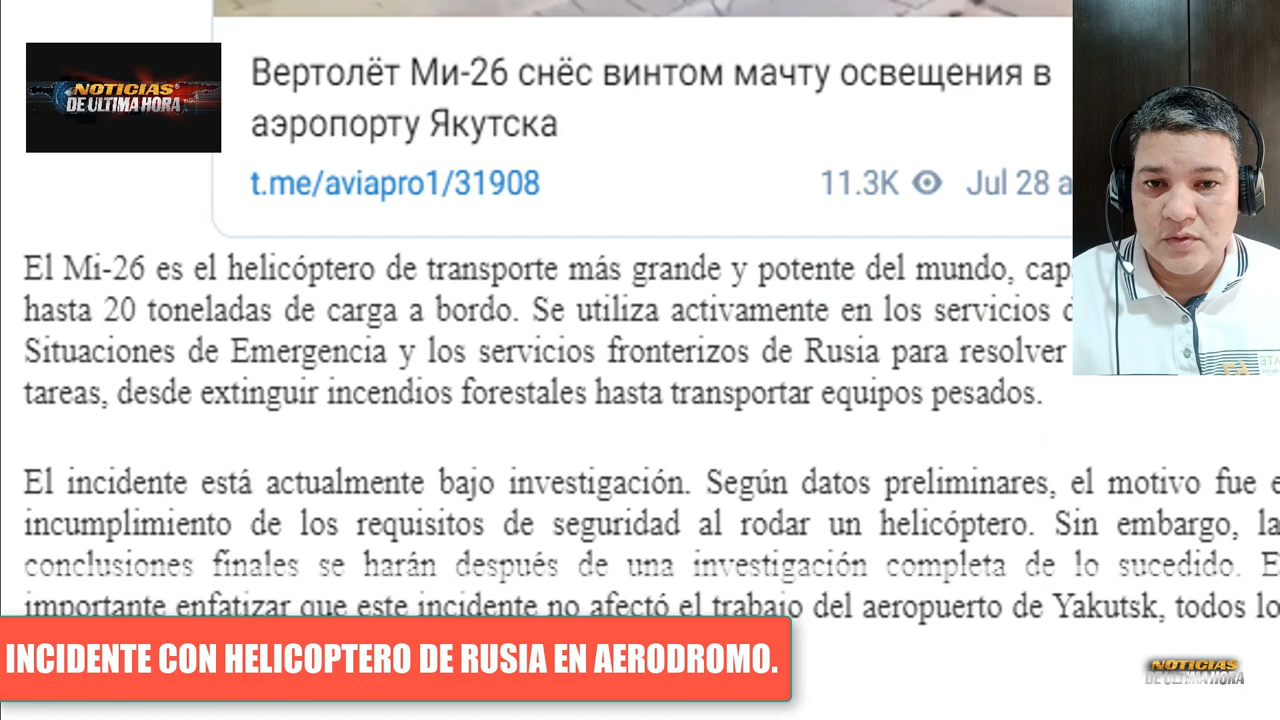 NOTICIAS
DE ULTIMA HORA
Вертолёт Ми-26 снёс винтом мачту освещения в
аэропорту Якутска
t.me/aviapro1/31908
11.3K Jul 28 a
El Mi-26 es el helicóptero de transporte más grande y potente del mundo, cap
hasta 20 toneladas de carga a bordo. Se utiliza activamente en los servicios d
Situaciones de Emergencia y los servicios fronterizos de Rusia para resolver
tareas, desde extinguir incendios forestales hasta transportar equipos pesados.
El incidente está actualmente bajo investigación. Según datos preliminares, el motivo fue e
incumplimiento de los requisitos de seguridad al rodar un helicóptero. Sin embargo, la
conclusiones finales se harán después de una investigación completa de lo sucedido. E
importante enfatizar que este incidente no afectó el trabajo del aeropuerto de Yakutsk, todos lo
INCIDENTE CON HELICOPTERO DE RUSIA EN AERODROMO.
NOTICIAS
DE ULTIMA HORA